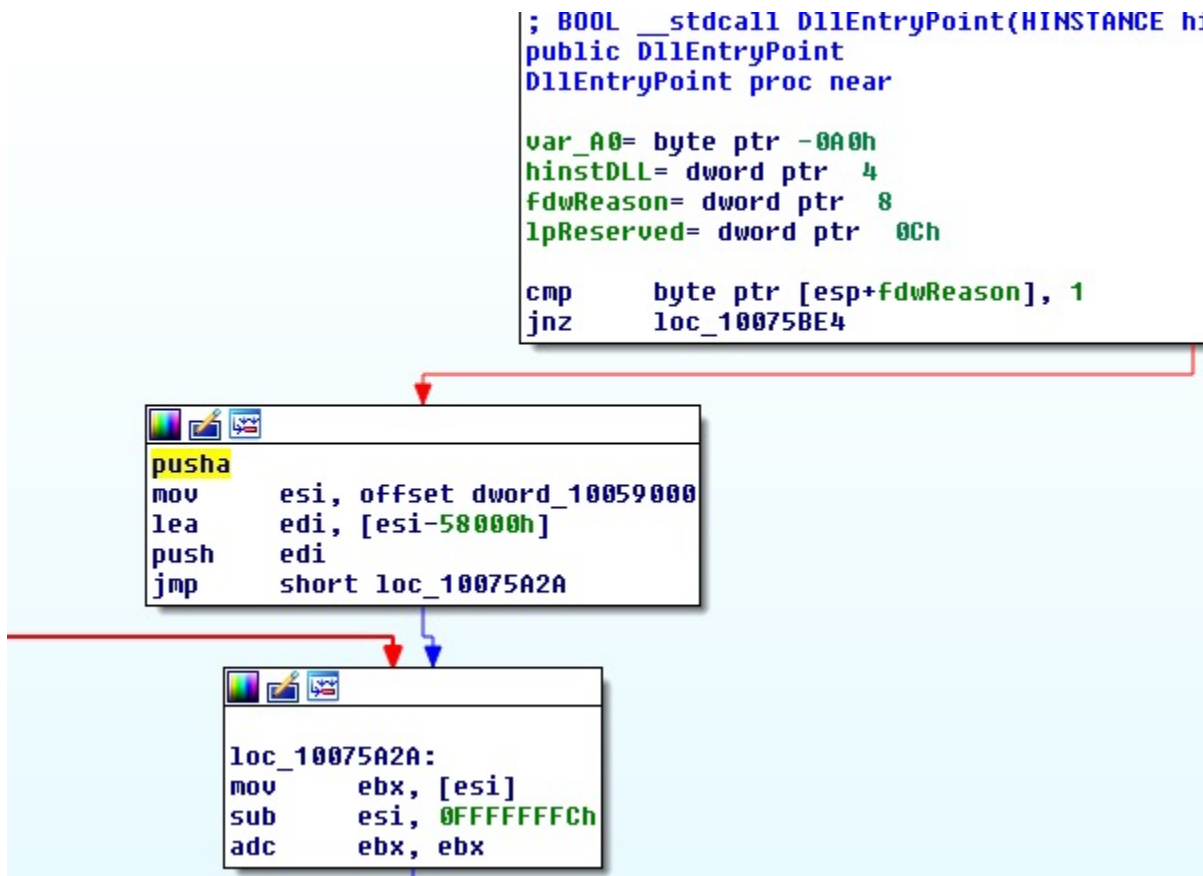 ; BOOL __stdcall DllEntryPoint(HINSTANCE hi
public DllEntryPoint
DllEntryPoint proc near
var_A0= byte ptr -0A0h
hinstDLL= dword ptr  4
fdwReason= dword ptr  8
lpReserved= dword ptr  0Ch
cmp     byte ptr [esp+fdwReason], 1
jnz     loc_10075BE4
pusha
mov     esi, offset dword_10059000
lea     edi, [esi-58000h]
push    edi
jmp     short loc_10075A2A
loc_10075A2A:
mov     ebx, [esi]
sub     esi, 0FFFFFFFCh
adc     ebx, ebx